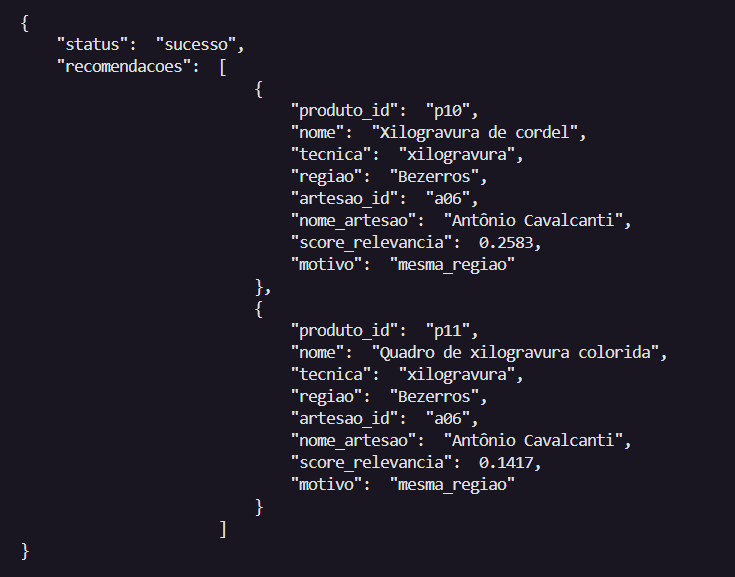 {
"status": "sucesso",
"recomendacoes": [
{
"produto_id": "p10",
"nome": "Xilogravura de cordel",
"tecnica": "xilogravura",
"regiao": "Bezerros",
"artesao_id": "a06",
"nome_artesao": "Antônio Cavalcanti",
"score_relevancia": 0.2583,
"motivo": "mesma_regiao"
},
{
"produto_id": "p11",
"nome": "Quadro de xilogravura colorida",
"tecnica": "xilogravura",
"regiao": "Bezerros",
"artesao_id": "a06",
"nome_artesao": "Antônio Cavalcanti",
"score_relevancia": 0.1417,
"motivo": "mesma_regiao"
}
]
}